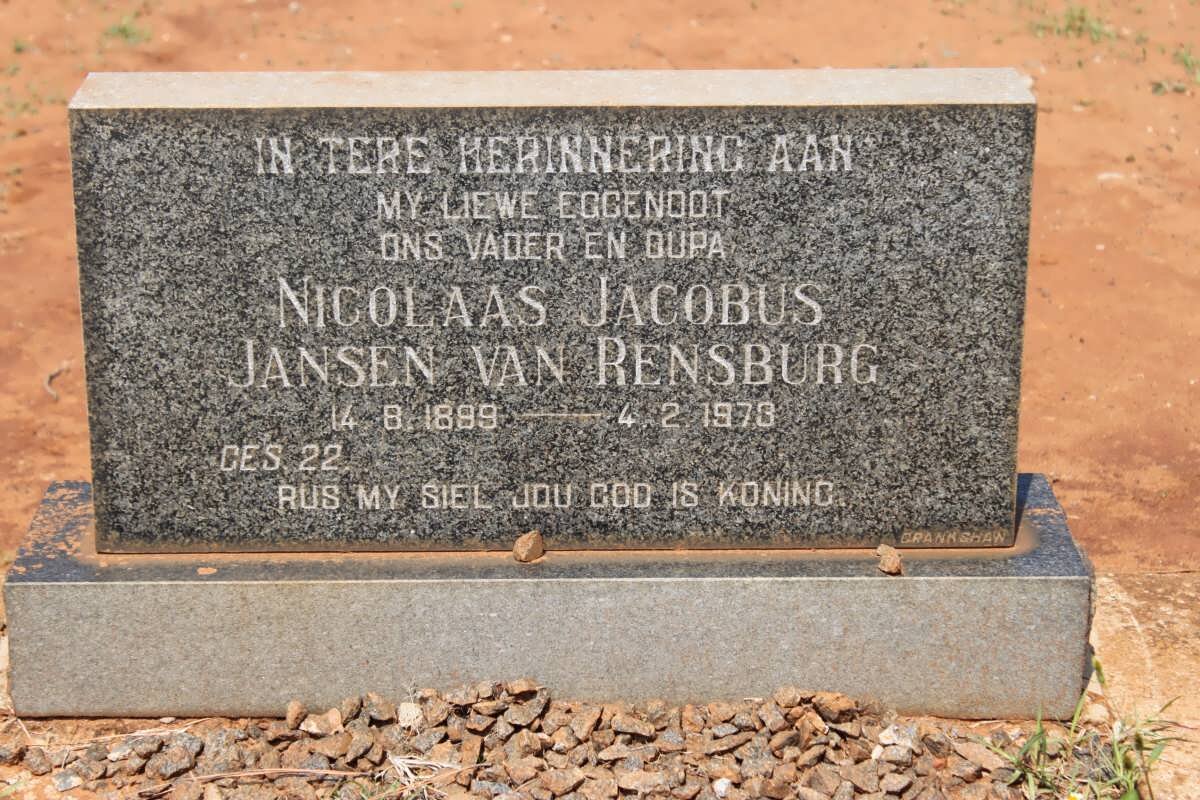 IN TERE HERINNERING AAN
MY LIEWE EGGENOOT
ONS VADER EN OUPA
NICOLAAS JACOBUS
JANSEN VAN RENSBURG
14. 8. 1899 — 4. 2. 1973
GES 22.
RUS MY SIEL JOU GOD IS KONING.
CRANKSHAW